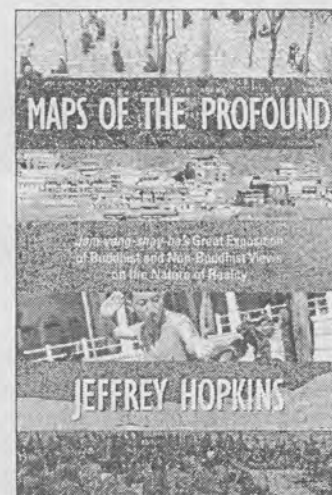 MAPS OF THE PROFOUND
Jam-yang-shay-ba's Great Exposition
of Buddhist and Non-Buddhist Views
on the Nature of Reality
JEFFREY HOPKINS